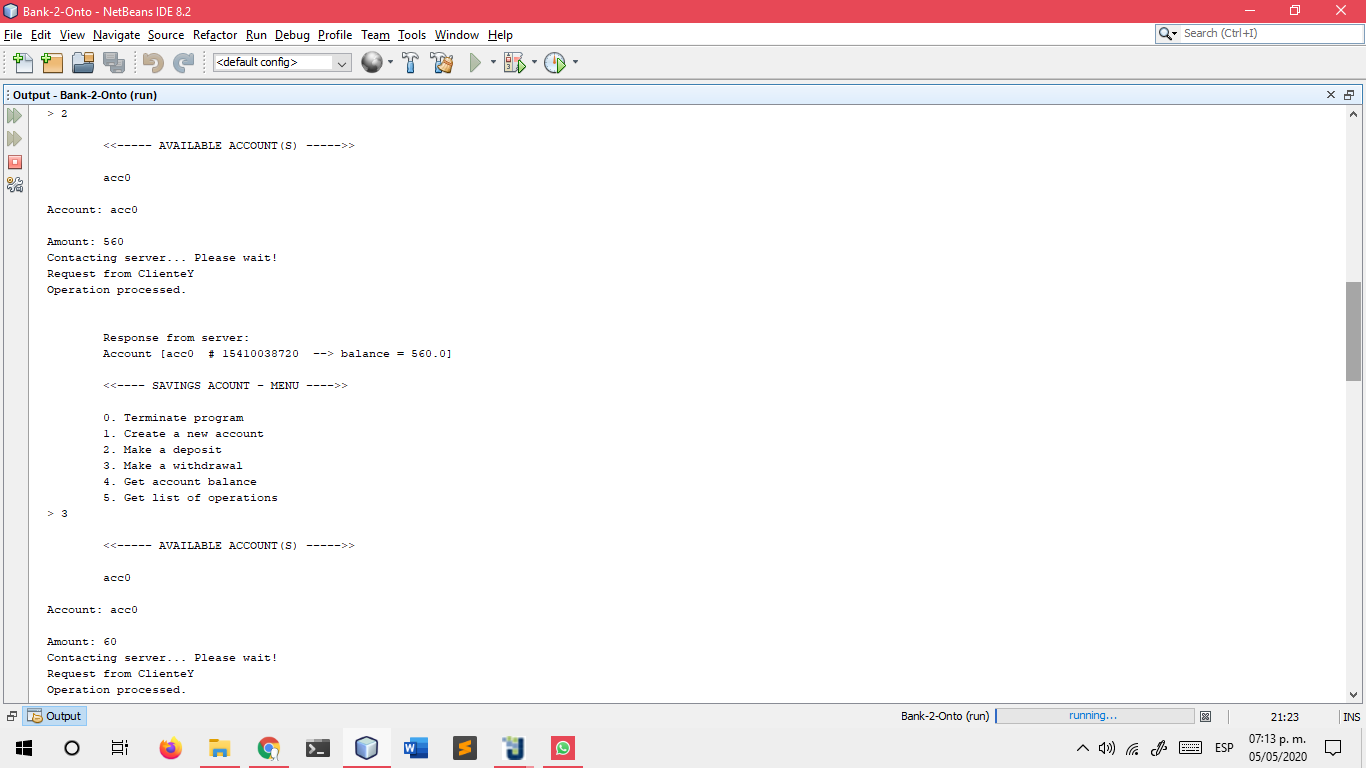 Bank-2-Onto - NetBeans IDE 8.2
File Edit View Navigate Source Refactor Run Debug Profile Team Tools Window Help
Search (Ctrl+I)
<default config>
Output - Bank-2-Onto (run)
> 2
<<----- AVAILABLE ACCOUNT(S) ----->>
acc0
Account: acc0
Amount: 560
Contacting server... Please wait!
Request from ClienteY
Operation processed.
Response from server:
Account [acc0  # 15410038720  --> balance = 560.0]
<<---- SAVINGS ACOUNT - MENU ---->>
0. Terminate program
1. Create a new account
2. Make a deposit
3. Make a withdrawal
4. Get account balance
5. Get list of operations
> 3
<<----- AVAILABLE ACCOUNT(S) ----->>
acc0
Account: acc0
Amount: 60
Contacting server... Please wait!
Request from ClienteY
Operation processed.
Output
Bank-2-Onto (run)
running...
21:23
INS
ESP
07:13 p. m.
05/05/2020